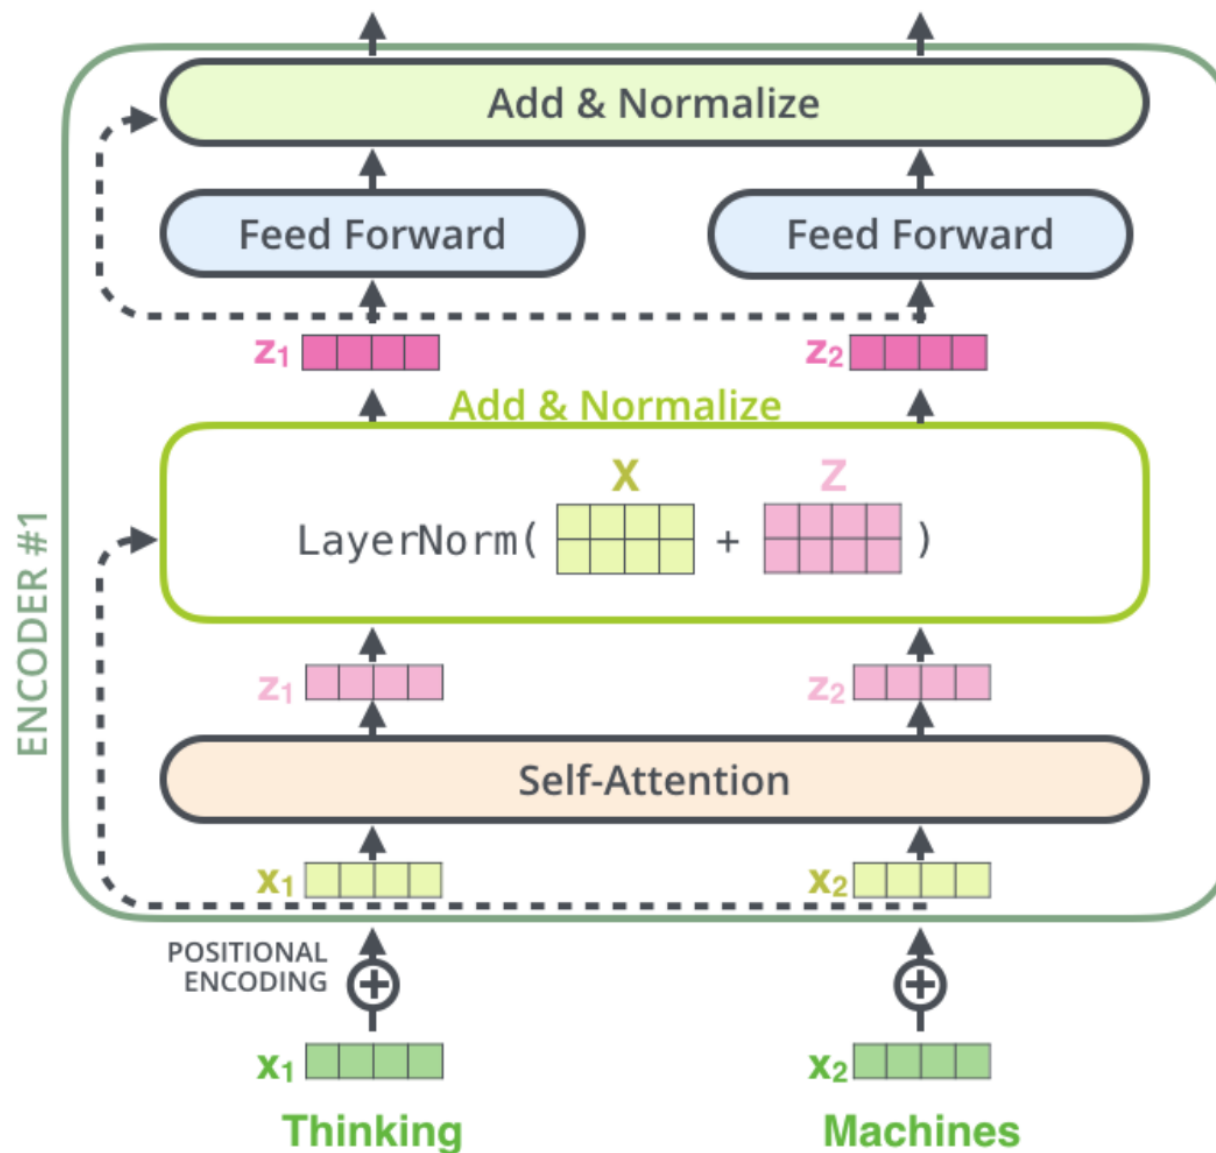 Add & Normalize
Feed Forward Feed Forward
z1 z2
Add & Normalize
X Z
LayerNorm( + )
ENCODER #1
z1 z2
Self-Attention
x1 x2
POSITIONAL
ENCODING
x1 x2
Thinking Machines